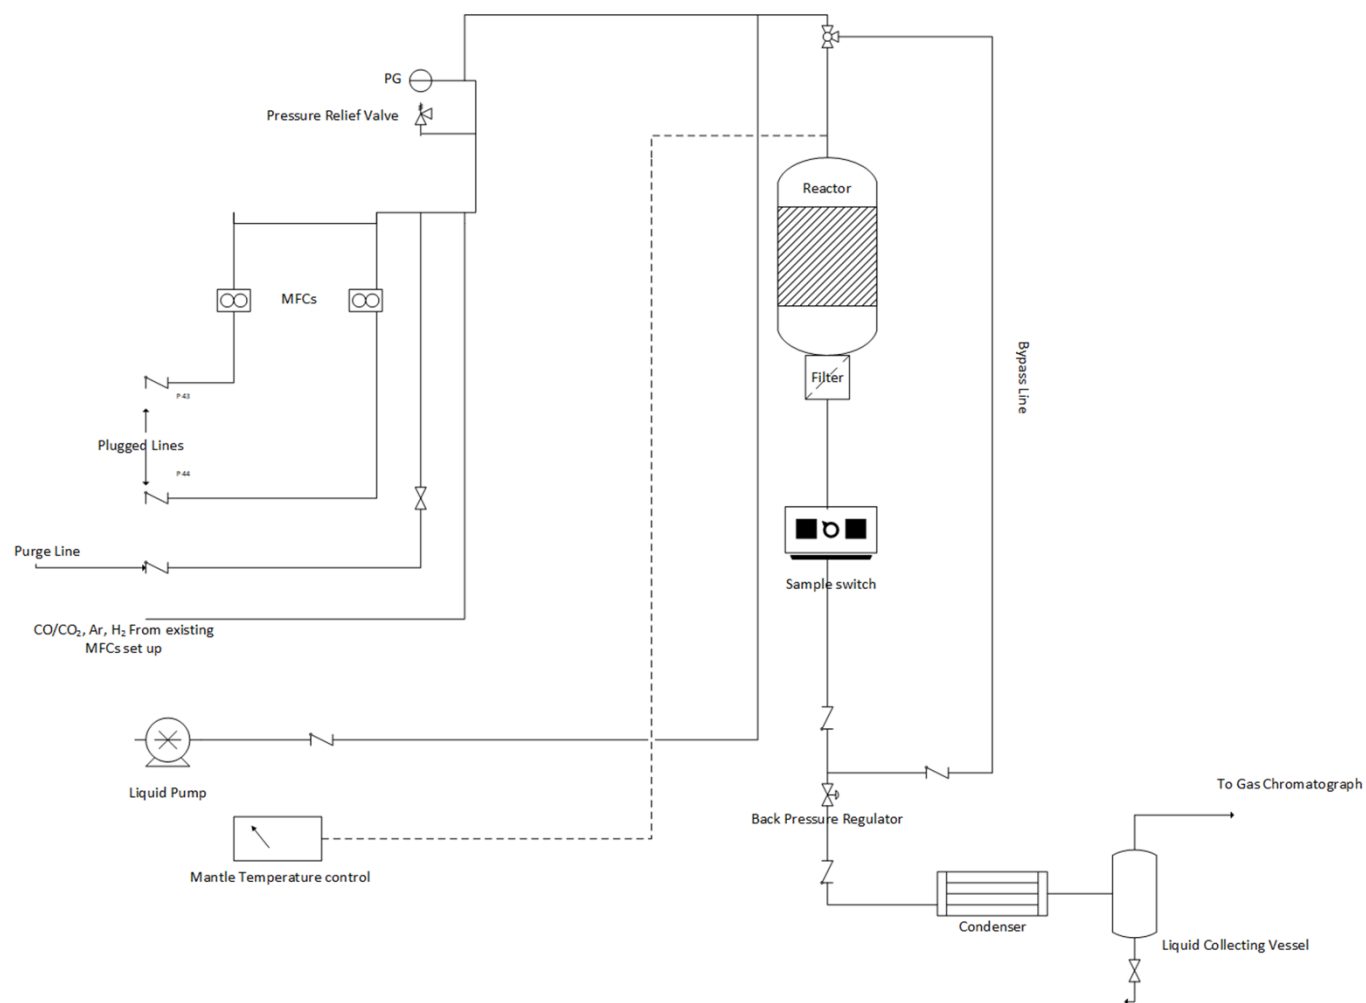 PG
Pressure Relief Valve
Reactor
MFCs
Filter
Bypass Line
P-43
Plugged Lines
P-44
Purge Line
Sample switch
CO/CO₂, Ar, H₂ From existing
MFCs set up
Liquid Pump
To Gas Chromatograph
Back Pressure Regulator
Mantle Temperature control
Condenser
Liquid Collecting Vessel